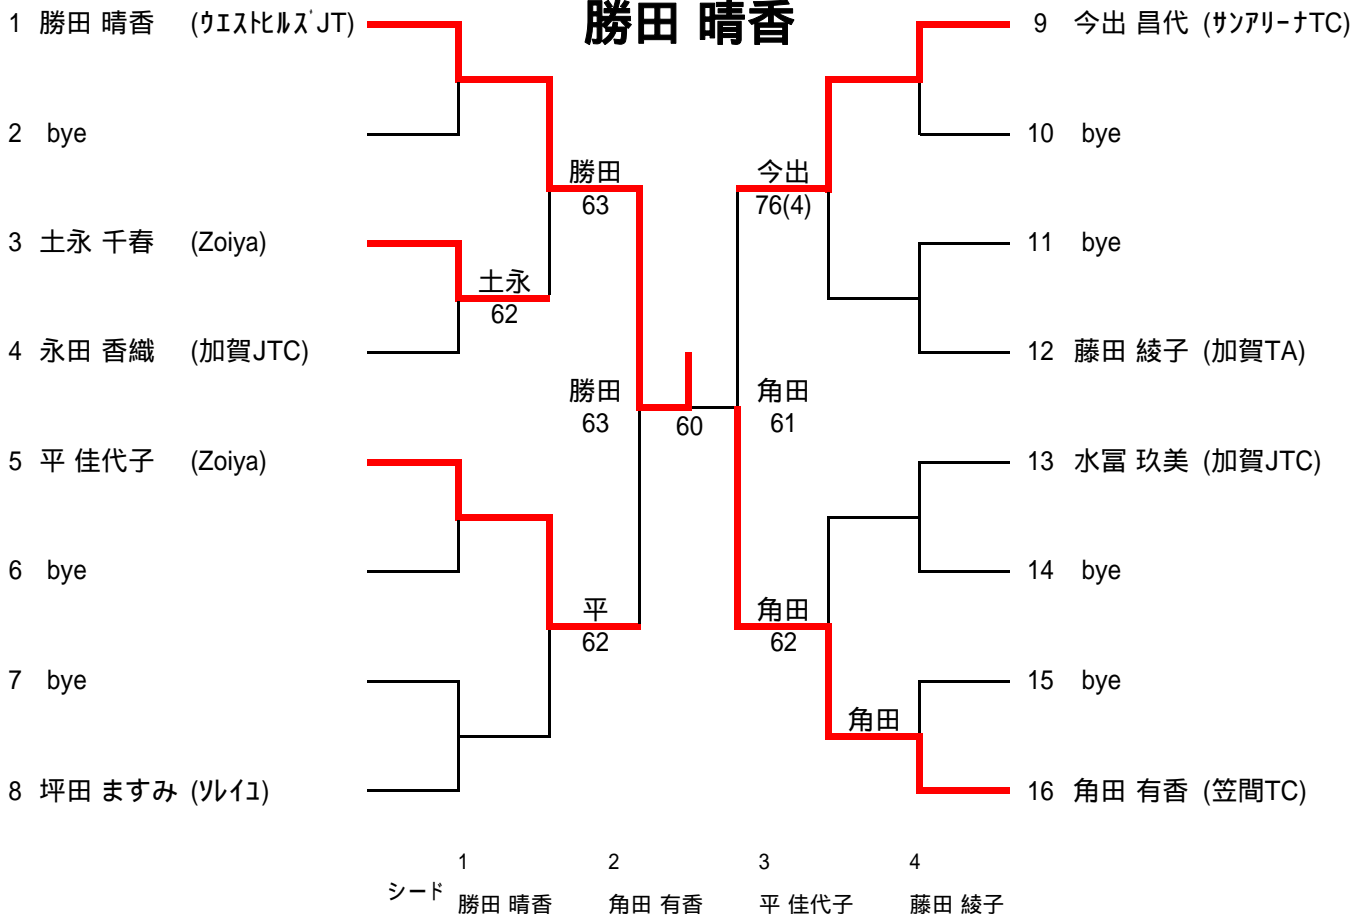 勝田 晴香
1 勝田 晴香 (ｳｴｽﾄﾋﾙｽﾞJT)
2 bye
3 土永 千春 (Zoiya)
4 永田 香織 (加賀JTC)
5 平 佳代子 (Zoiya)
6 bye
7 bye
8 坪田 ますみ (ｿﾚｲﾕ)
土永
62
勝田
63
勝田
63
平
62
60
今出
76(4)
角田
61
角田
62
角田
9 今出 昌代 (ｻﾝｱﾘｰﾅTC)
10 bye
11 bye
12 藤田 綾子 (加賀TA)
13 水冨 玖美 (加賀JTC)
14 bye
15 bye
16 角田 有香 (笠間TC)
1 2 3 4
シード 勝田 晴香 角田 有香 平 佳代子 藤田 綾子